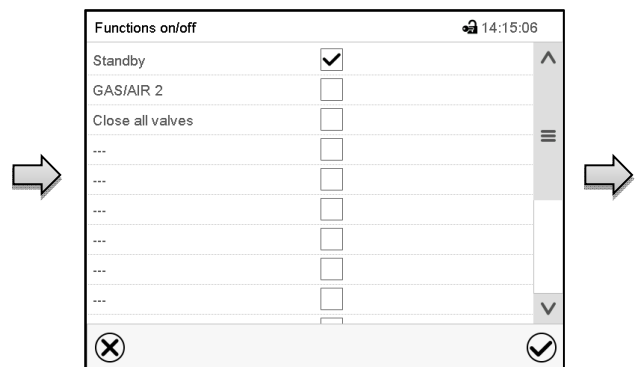 Functions on/off 14:15:06
Standby
GAS/AIR 2
Close all valves
---
---
---
---
---
---